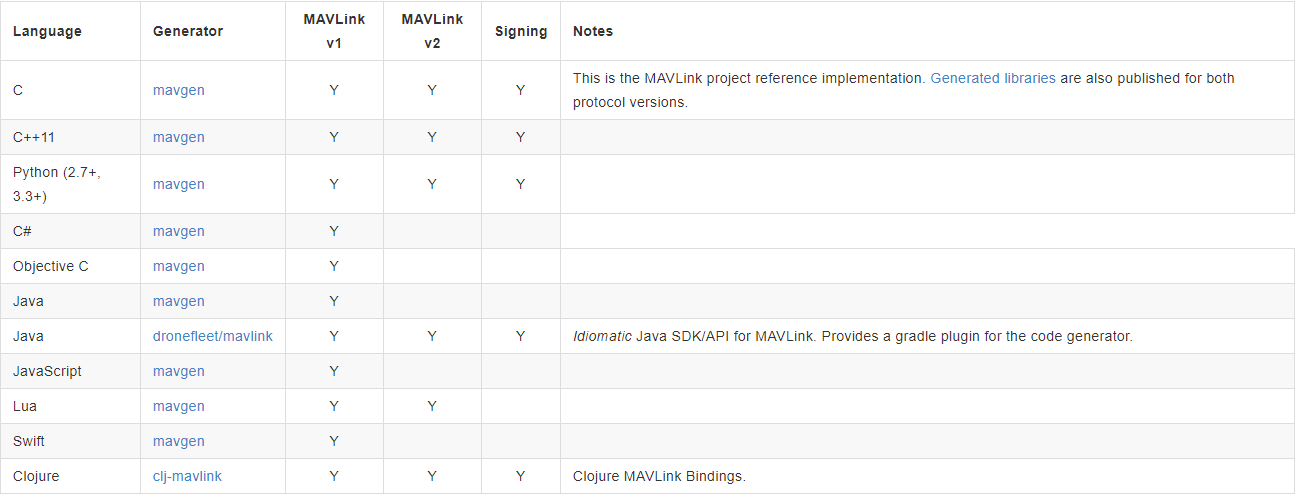 Language Generator MAVLink v1 MAVLink v2 Signing Notes
C mavgen Y Y Y This is the MAVLink project reference implementation. Generated libraries are also published for both
protocol versions.
C++11 mavgen Y Y Y
Python (2.7+,
3.3+) mavgen Y Y Y
C# mavgen Y
Objective C mavgen Y
Java mavgen Y
Java dronefleet/mavlink Y Y Y Idiomatic Java SDK/API for MAVLink. Provides a gradle plugin for the code generator.
JavaScript mavgen Y
Lua mavgen Y Y
Swift mavgen Y
Clojure clj-mavlink Y Y Y Clojure MAVLink Bindings.